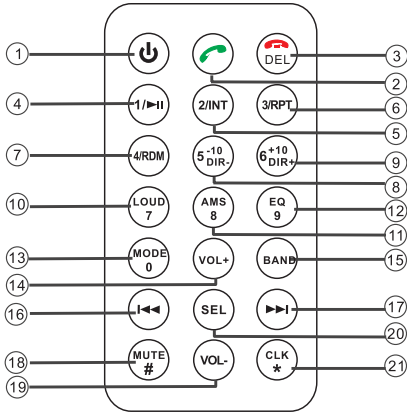 1
3
DEL
2
4
1/▶II
2/INT
3/RPT
6
5
7
4/RDM
5 -10
DIR-
6 +10
DIR+
9
8
10
LOUD
7
AMS
8
EQ
9
12
11
13
MODE
0
VOL+
BAND
15
14
16
I◀◀
SEL
▶▶I
17
20
18
MUTE
#
VOL-
CLK
*
21
19